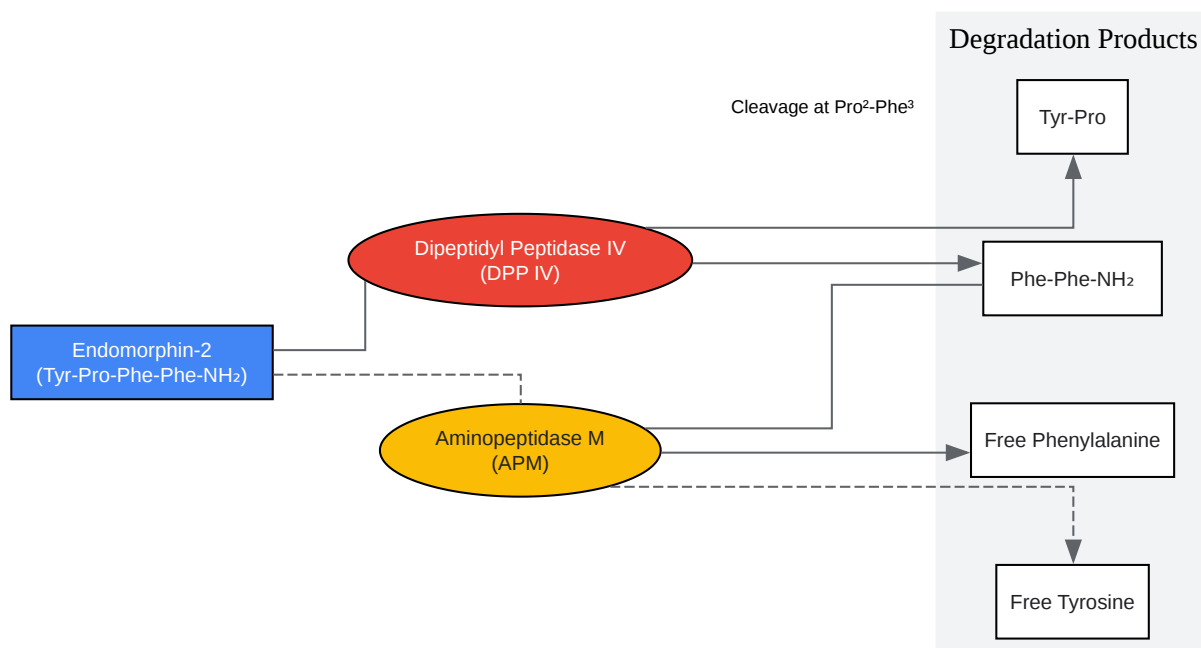 Degradation Products
Cleavage at Pro²-Phe³
Tyr-Pro
Dipeptidyl Peptidase IV
(DPP IV)
Phe-Phe-NH₂
Endomorphin-2
(Tyr-Pro-Phe-Phe-NH₂)
Aminopeptidase M
(APM)
Free Phenylalanine
Free Tyrosine